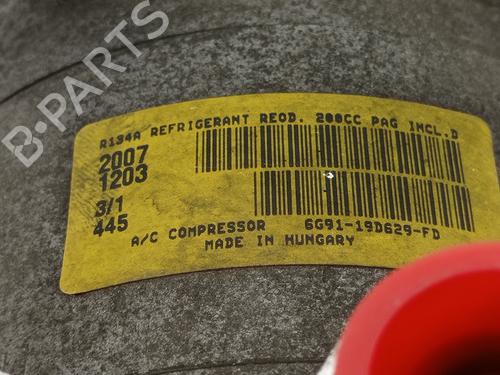 B-PARTS
R134A REFRIGERANT REQD. 200CC PAG INCL.D
2007
1203
3/1
445
A/C COMPRESSOR 6G91-19D629-FD
MADE IN HUNGARY